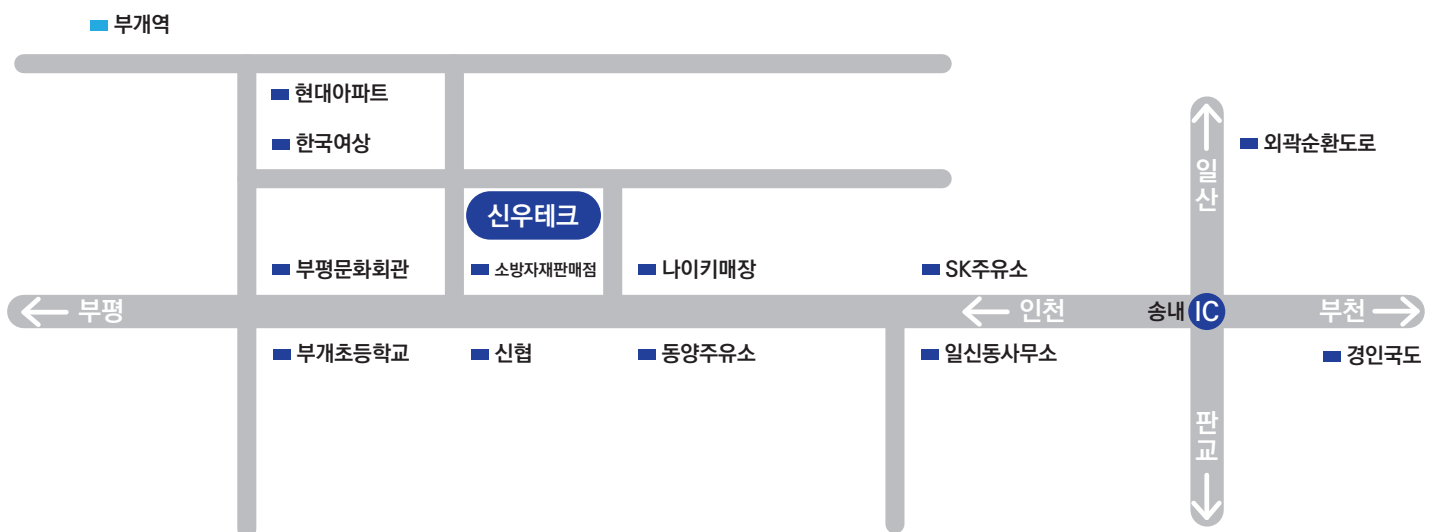 부개역
현대아파트
한국여상
외곽순환도로
일산
신우테크
부평문화회관
소방자재판매점
나이키매장
SK주유소
부평
인천
송내 IC
부천
부개초등학교
신협
동양주유소
일신동사무소
경인국도
판교